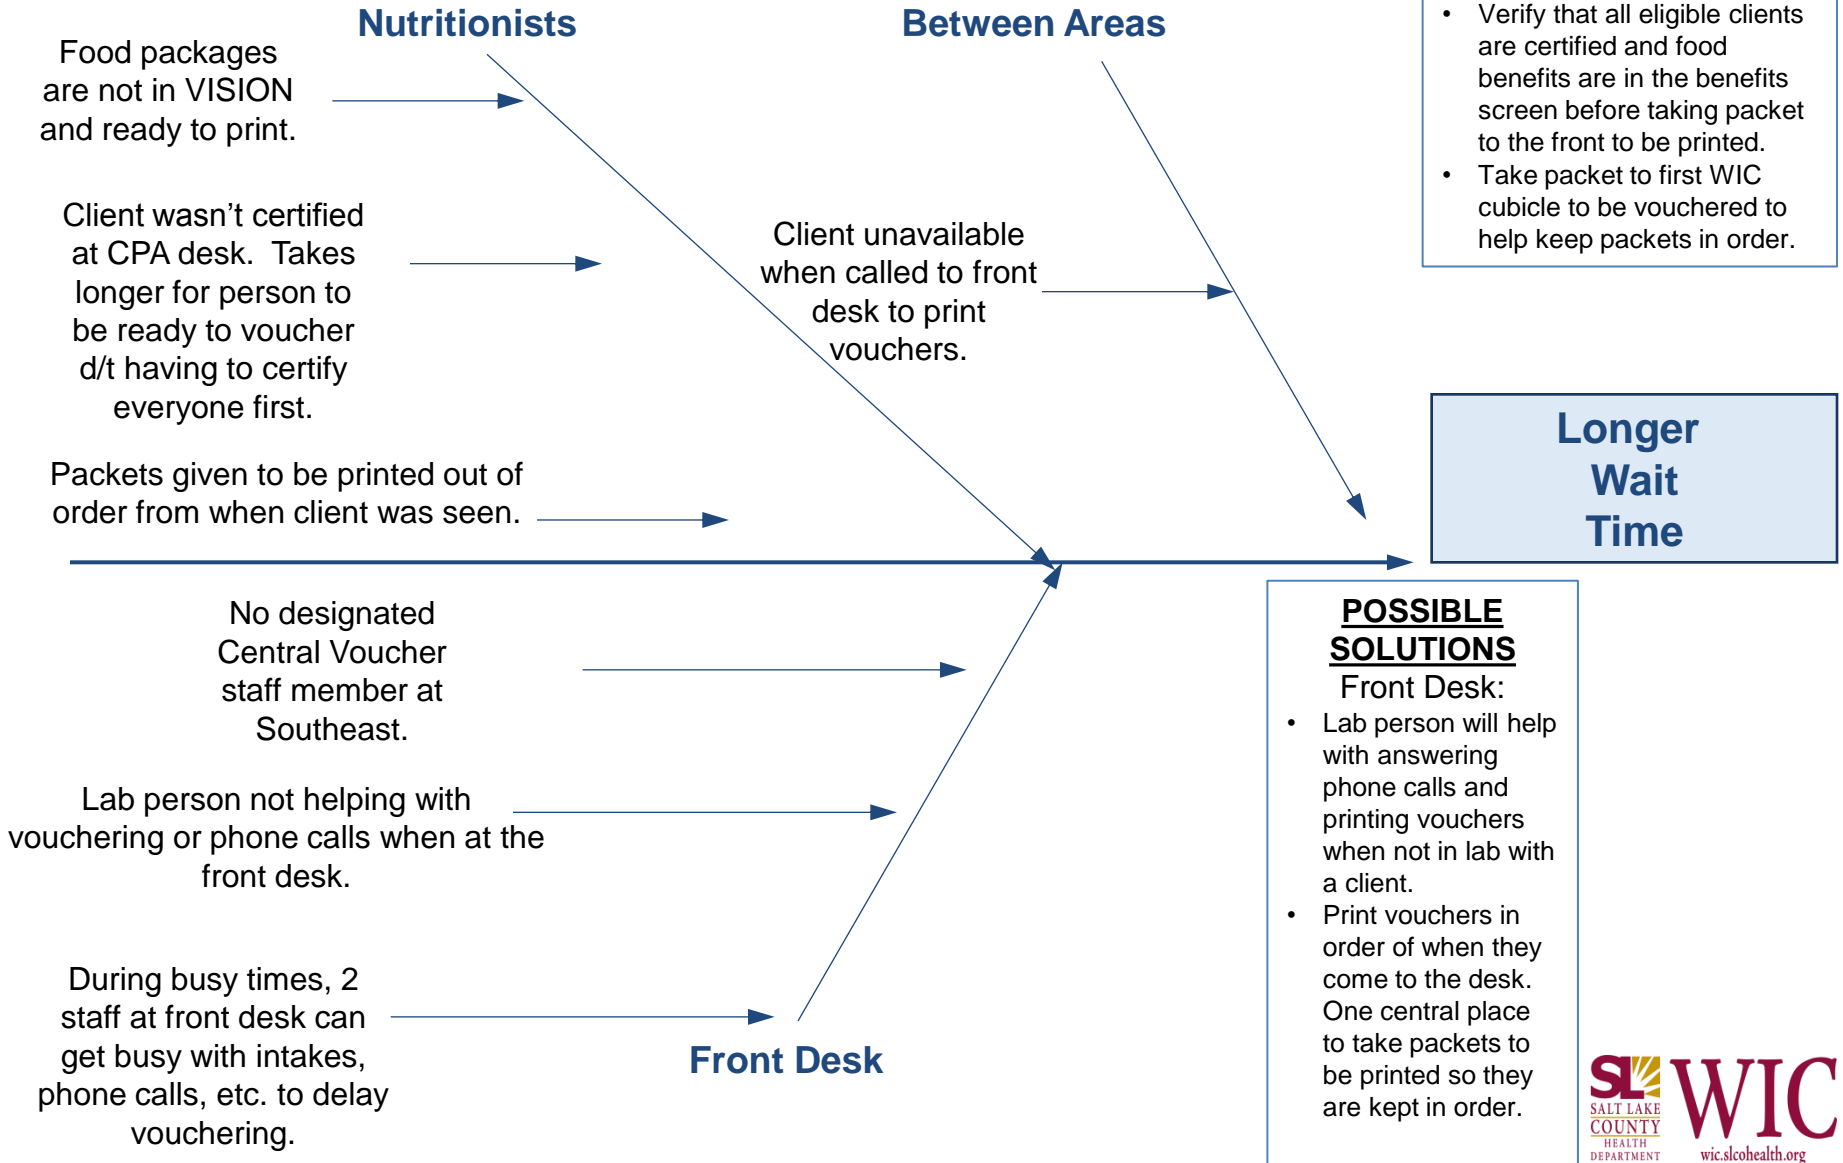 Nutritionists
Between Areas
Food packages
are not in VISION
and ready to print.
Client wasn't certified
at CPA desk.  Takes
longer for person to
be ready to voucher
d/t having to certify
everyone first.
Packets given to be printed out of
order from when client was seen.
Client unavailable
when called to front
desk to print
vouchers.
• Verify that all eligible clients
are certified and food
benefits are in the benefits
screen before taking packet
to the front to be printed.
• Take packet to first WIC
cubicle to be vouchered to
help keep packets in order.
Longer
Wait
Time
No designated
Central Voucher
staff member at
Southeast.
Lab person not helping with
vouchering or phone calls when at the
front desk.
During busy times, 2
staff at front desk can
get busy with intakes,
phone calls, etc. to delay
vouchering.
Front Desk
POSSIBLE
SOLUTIONS
Front Desk:
• Lab person will help
with answering
phone calls and
printing vouchers
when not in lab with
a client.
• Print vouchers in
order of when they
come to the desk.
One central place
to take packets to
be printed so they
are kept in order.
SL
SALT LAKE
COUNTY
HEALTH
DEPARTMENT
WIC
wic.slcohealth.org